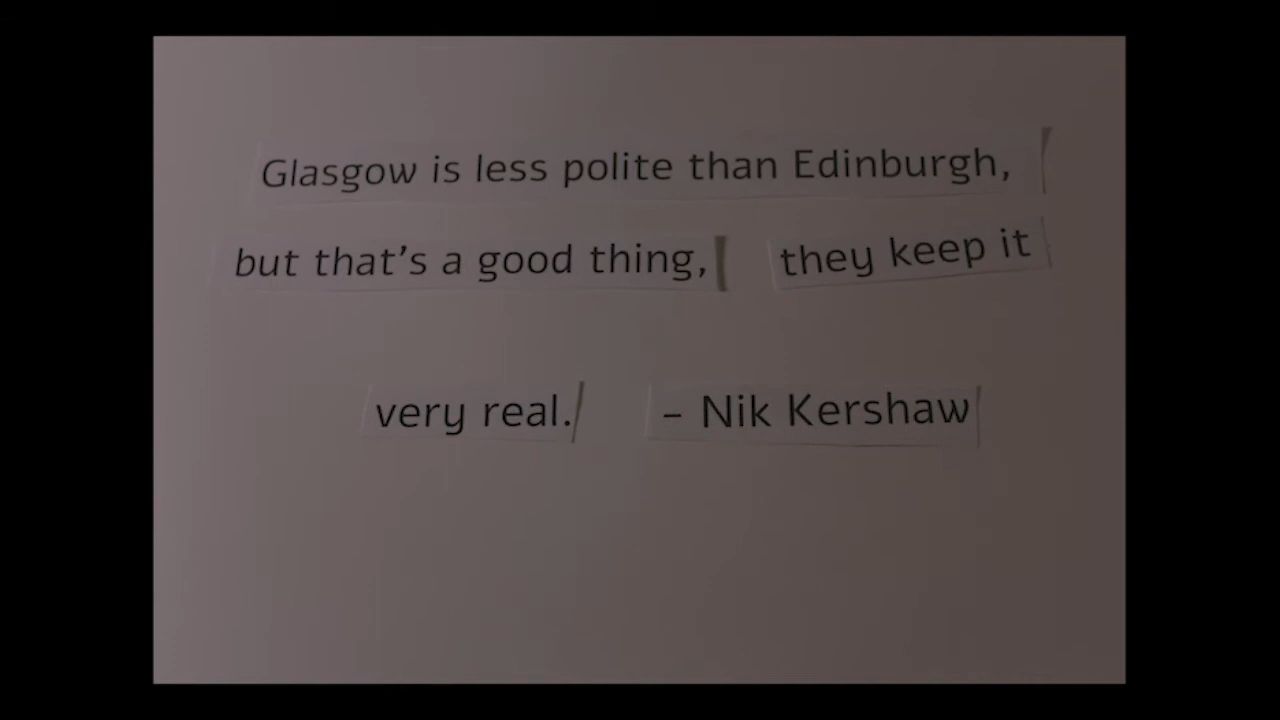 Glasgow is less polite than Edinburgh,
but that's a good thing, they keep it
very real. – Nik Kershaw